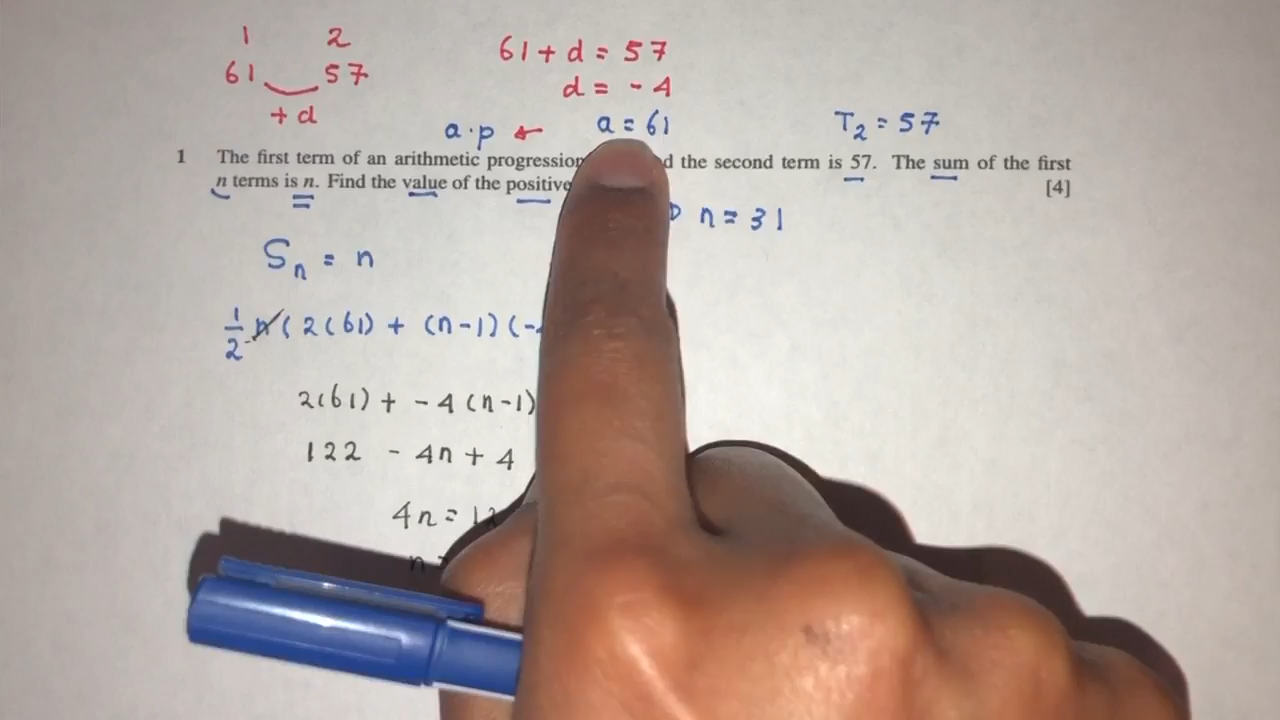 1 2
61 57
+ d
61 + d = 57
d = - 4
a.p ← a = 61 T2 = 57
1 The first term of an arithmetic progression d the second term is 57. The sum of the first
n terms is n. Find the value of the positive [4]
n = 31
Sn = n
1/2 n ( 2(61) + (n-1) (-
2(61) + - 4 (n-1)
122 - 4n + 4
4n = 12
n =